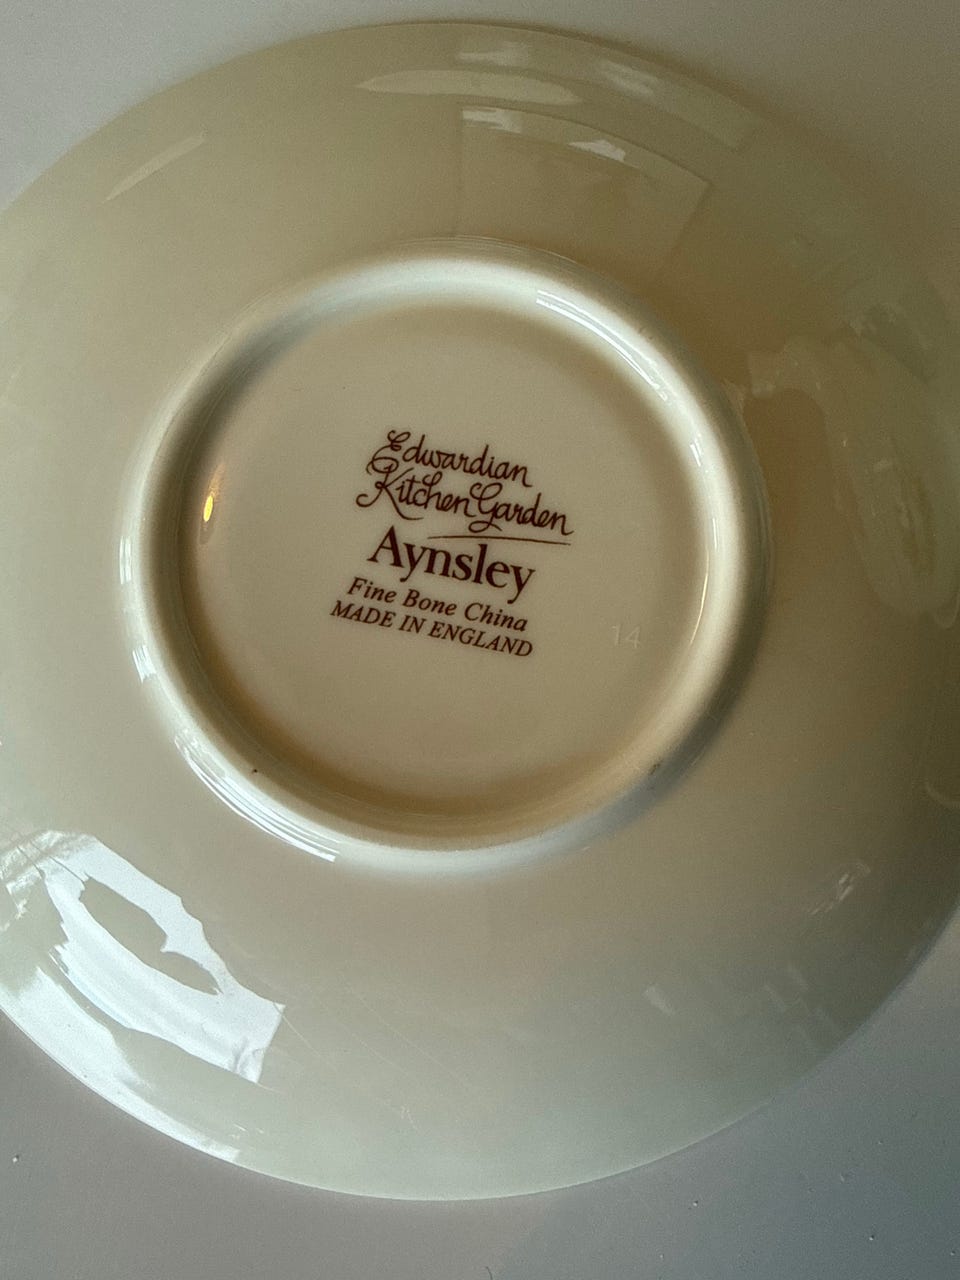 Edwardian
Kitchen Garden
Aynsley
Fine Bone China
MADE IN ENGLAND
14